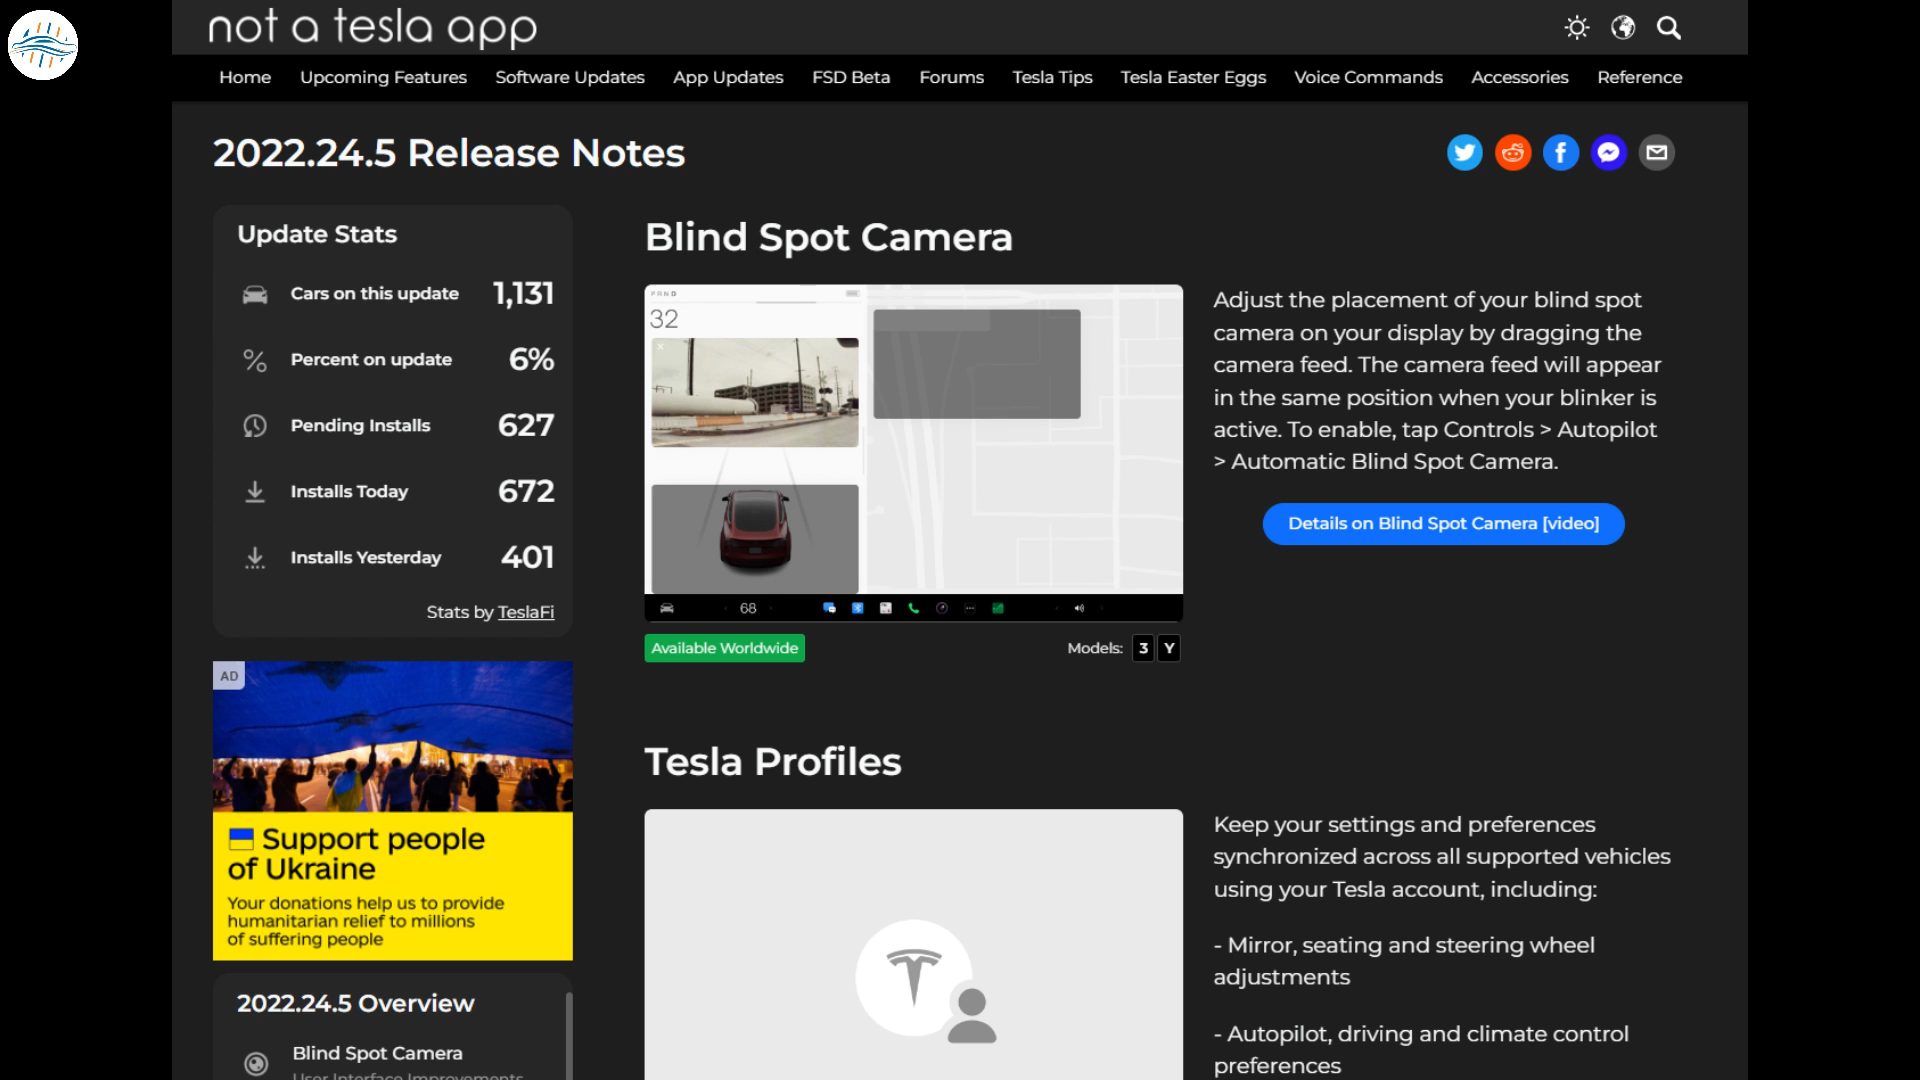 not a tesla app
Home Upcoming Features Software Updates App Updates FSD Beta Forums Tesla Tips Tesla Easter Eggs Voice Commands Accessories Reference
2022.24.5 Release Notes
Update Stats
Cars on this update 1,131
Percent on update 6%
Pending Installs 627
Installs Today 672
Installs Yesterday 401
Stats by TeslaFi
AD
Support people
of Ukraine
Your donations help us to provide
humanitarian relief to millions
of suffering people
2022.24.5 Overview
Blind Spot Camera
User Interface Improvements
Blind Spot Camera
PRND
32
68
Available Worldwide
Models: 3 Y
Adjust the placement of your blind spot
camera on your display by dragging the
camera feed. The camera feed will appear
in the same position when your blinker is
active. To enable, tap Controls > Autopilot
> Automatic Blind Spot Camera.
Details on Blind Spot Camera [video]
Tesla Profiles
Keep your settings and preferences
synchronized across all supported vehicles
using your Tesla account, including:
- Mirror, seating and steering wheel
adjustments
- Autopilot, driving and climate control
preferences